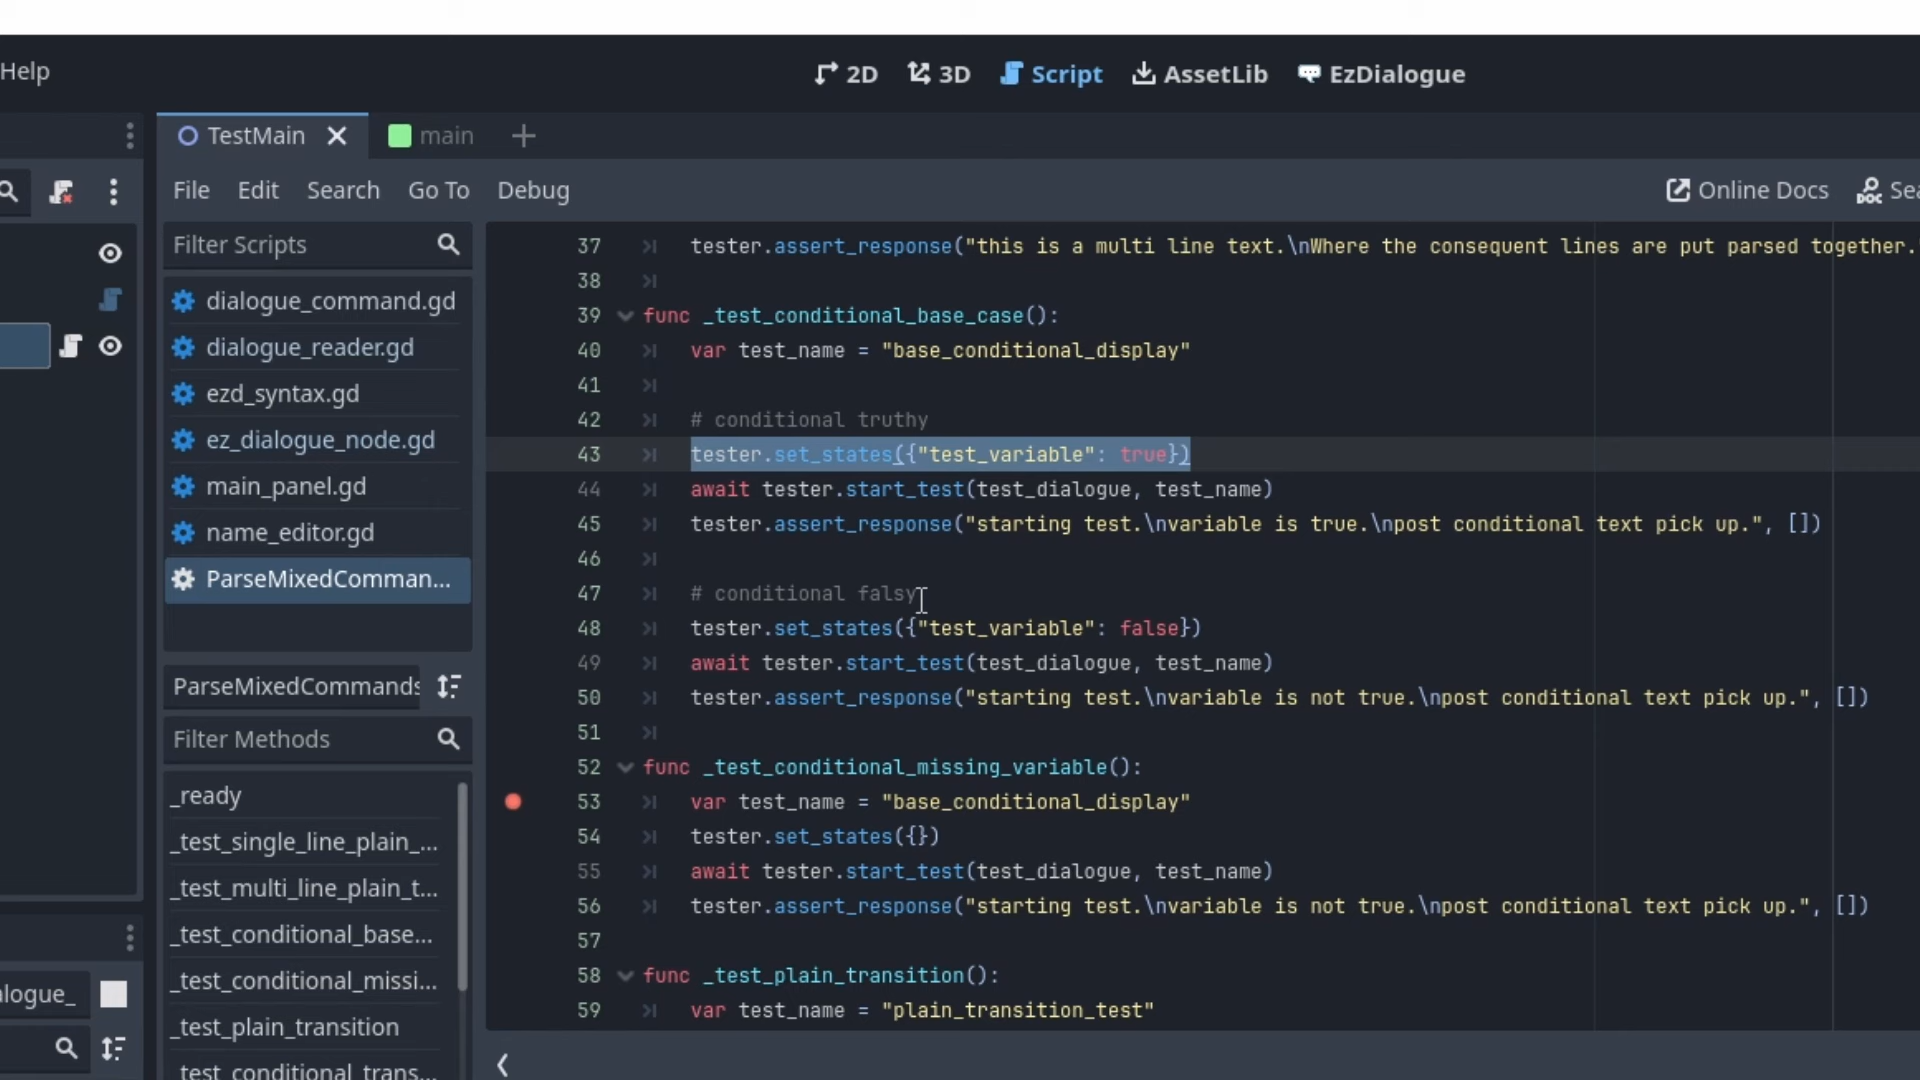 Help
2D 3D Script AssetLib EzDialogue
TestMain main
File Edit Search Go To Debug Online Docs Sea
Filter Scripts
dialogue_command.gd
dialogue_reader.gd
ezd_syntax.gd
ez_dialogue_node.gd
main_panel.gd
name_editor.gd
ParseMixedComman...
ParseMixedCommands
Filter Methods
_ready
_test_single_line_plain_...
_test_multi_line_plain_t...
_test_conditional_base...
_test_conditional_missi...
_test_plain_transition
_test_conditional_trans...
alogue_
37 tester.assert_response("this is a multi line text.\nWhere the consequent lines are put parsed together.
38
39 func _test_conditional_base_case():
40 var test_name = "base_conditional_display"
41
42 # conditional truthy
43 tester.set_states({"test_variable": true})
44 await tester.start_test(test_dialogue, test_name)
45 tester.assert_response("starting test.\nvariable is true.\npost conditional text pick up.", [])
46
47 # conditional falsy
48 tester.set_states({"test_variable": false})
49 await tester.start_test(test_dialogue, test_name)
50 tester.assert_response("starting test.\nvariable is not true.\npost conditional text pick up.", [])
51
52 func _test_conditional_missing_variable():
53 var test_name = "base_conditional_display"
54 tester.set_states({})
55 await tester.start_test(test_dialogue, test_name)
56 tester.assert_response("starting test.\nvariable is not true.\npost conditional text pick up.", [])
57
58 func _test_plain_transition():
59 var test_name = "plain_transition_test"